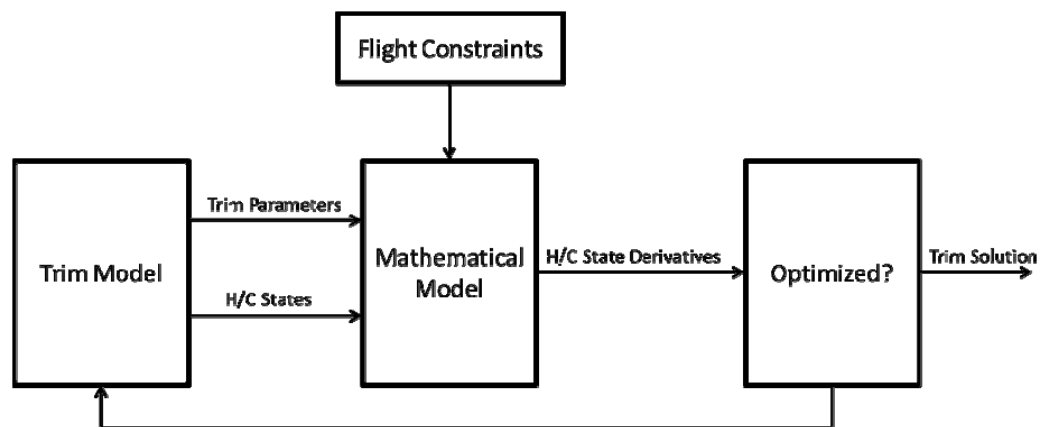 Flight Constraints
Trim Parameters
Trim Model
H/C States
Mathematical
Model
H/C State Derivatives
Optimized?
Trim Solution